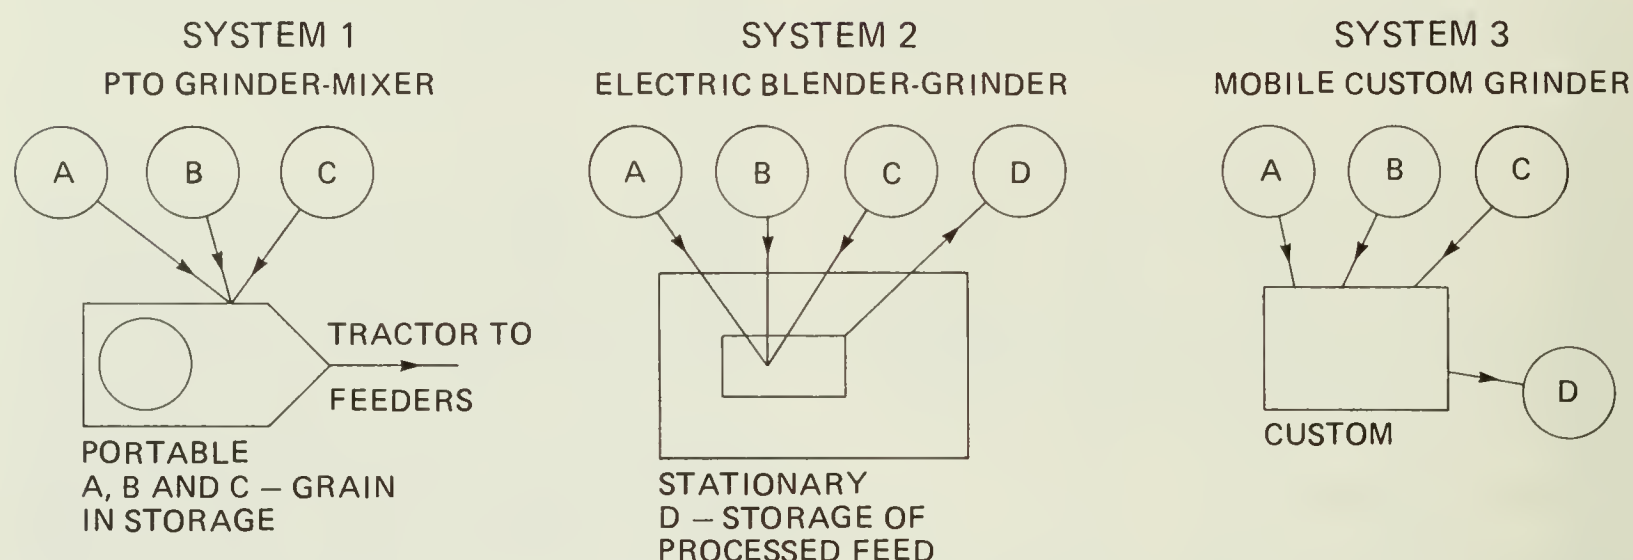 SYSTEM 1
PTO GRINDER-MIXER
A B C
TRACTOR TO
FEEDERS
PORTABLE
A, B AND C – GRAIN
IN STORAGE
SYSTEM 2
ELECTRIC BLENDER-GRINDER
A B C D
STATIONARY
D – STORAGE OF
PROCESSED FEED
SYSTEM 3
MOBILE CUSTOM GRINDER
A B C
D
CUSTOM